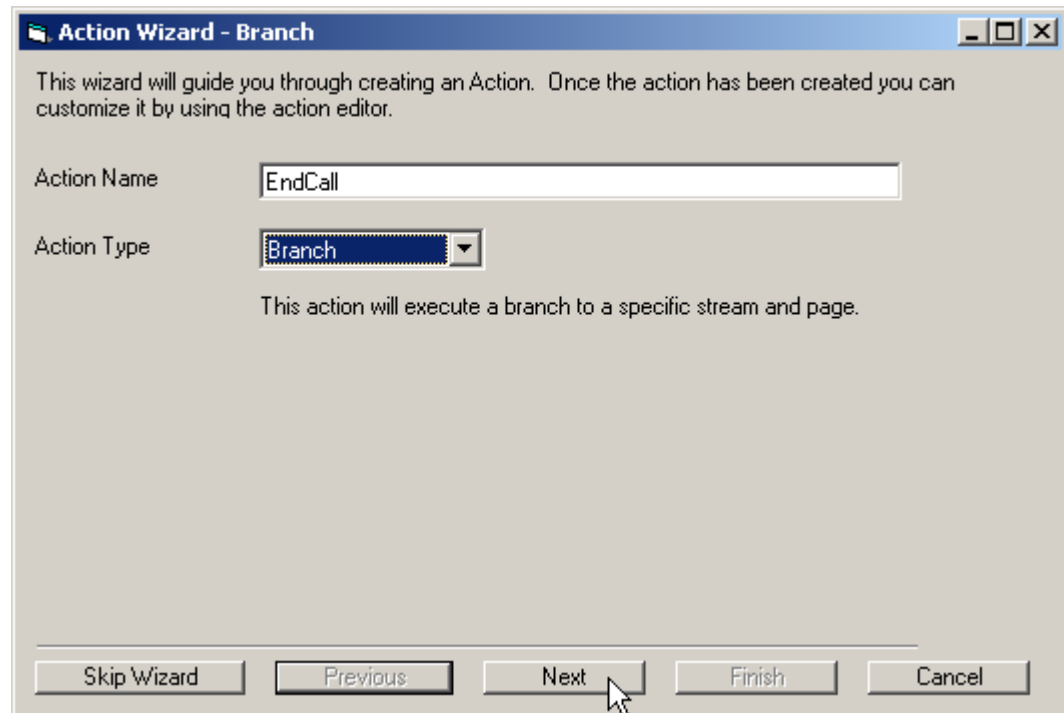 Action Wizard - Branch
This wizard will guide you through creating an Action. Once the action has been created you can
customize it by using the action editor.
Action Name
EndCall
Action Type
Branch
This action will execute a branch to a specific stream and page.
Skip Wizard
Previous
Next
Finish
Cancel